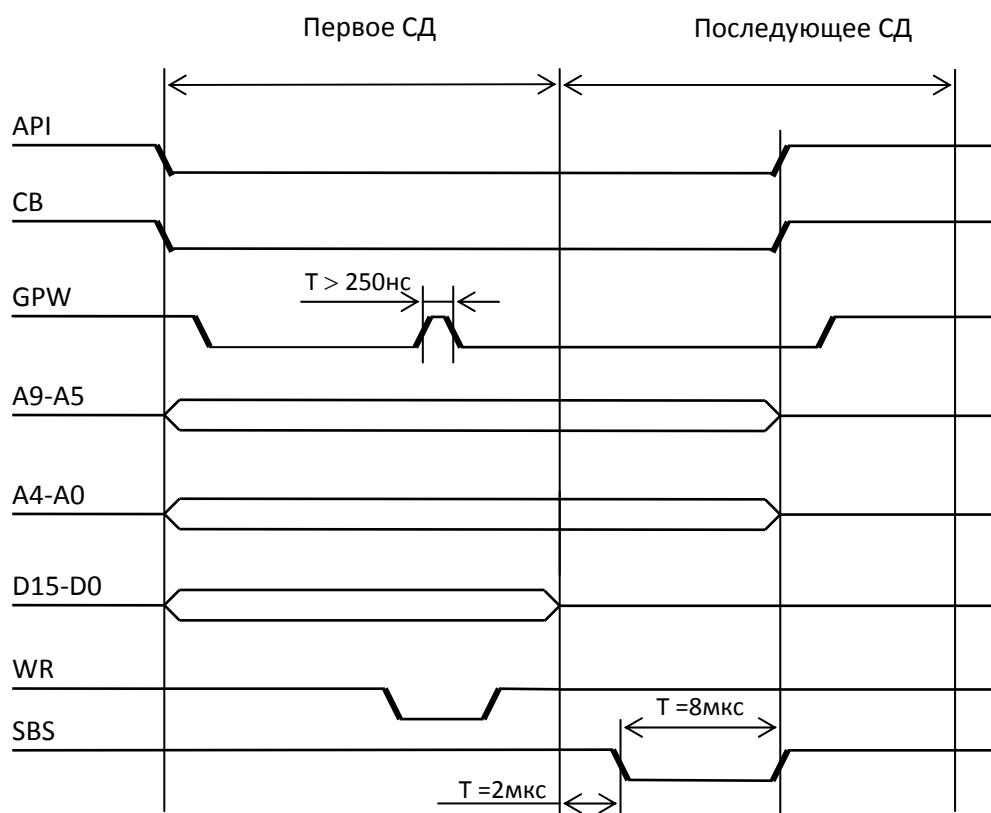 Первое СД
Последующее СД
API
CB
T > 250нс
GPW
A9-A5
A4-A0
D15-D0
WR
T =8мкс
SBS
T =2мкс